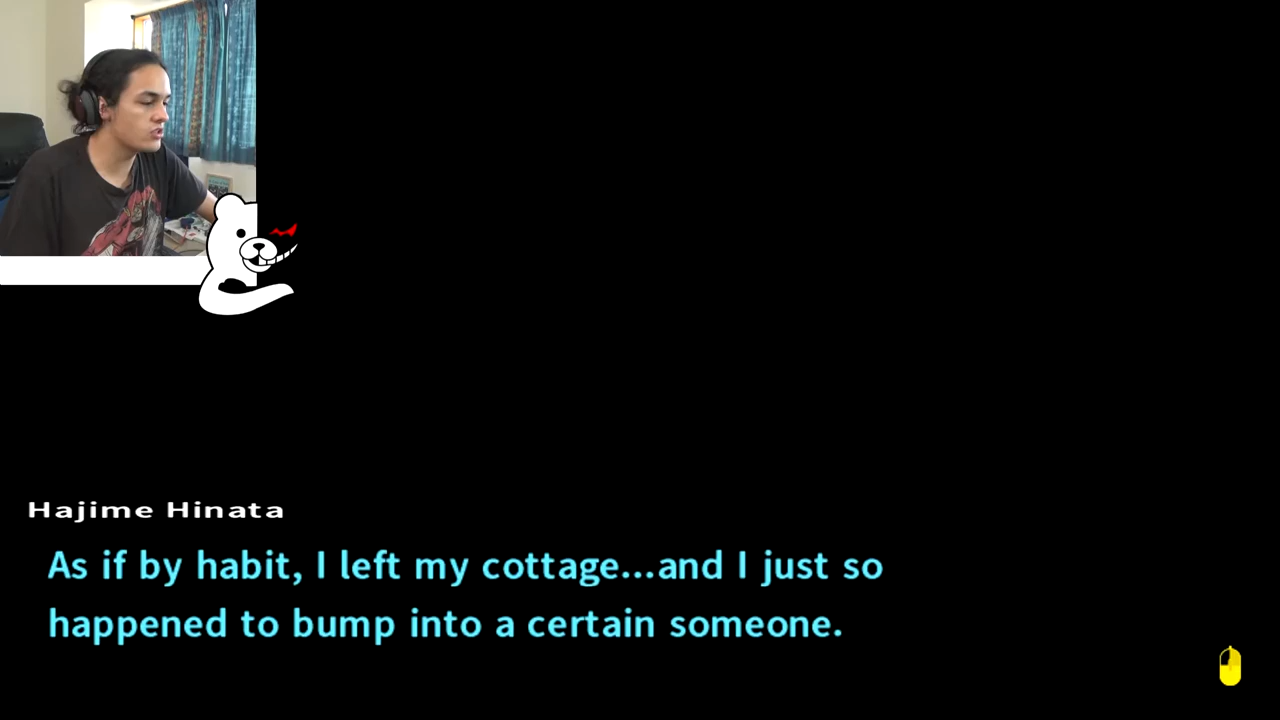 Hajime Hinata
As if by habit, I left my cottage...and I just so
happened to bump into a certain someone.